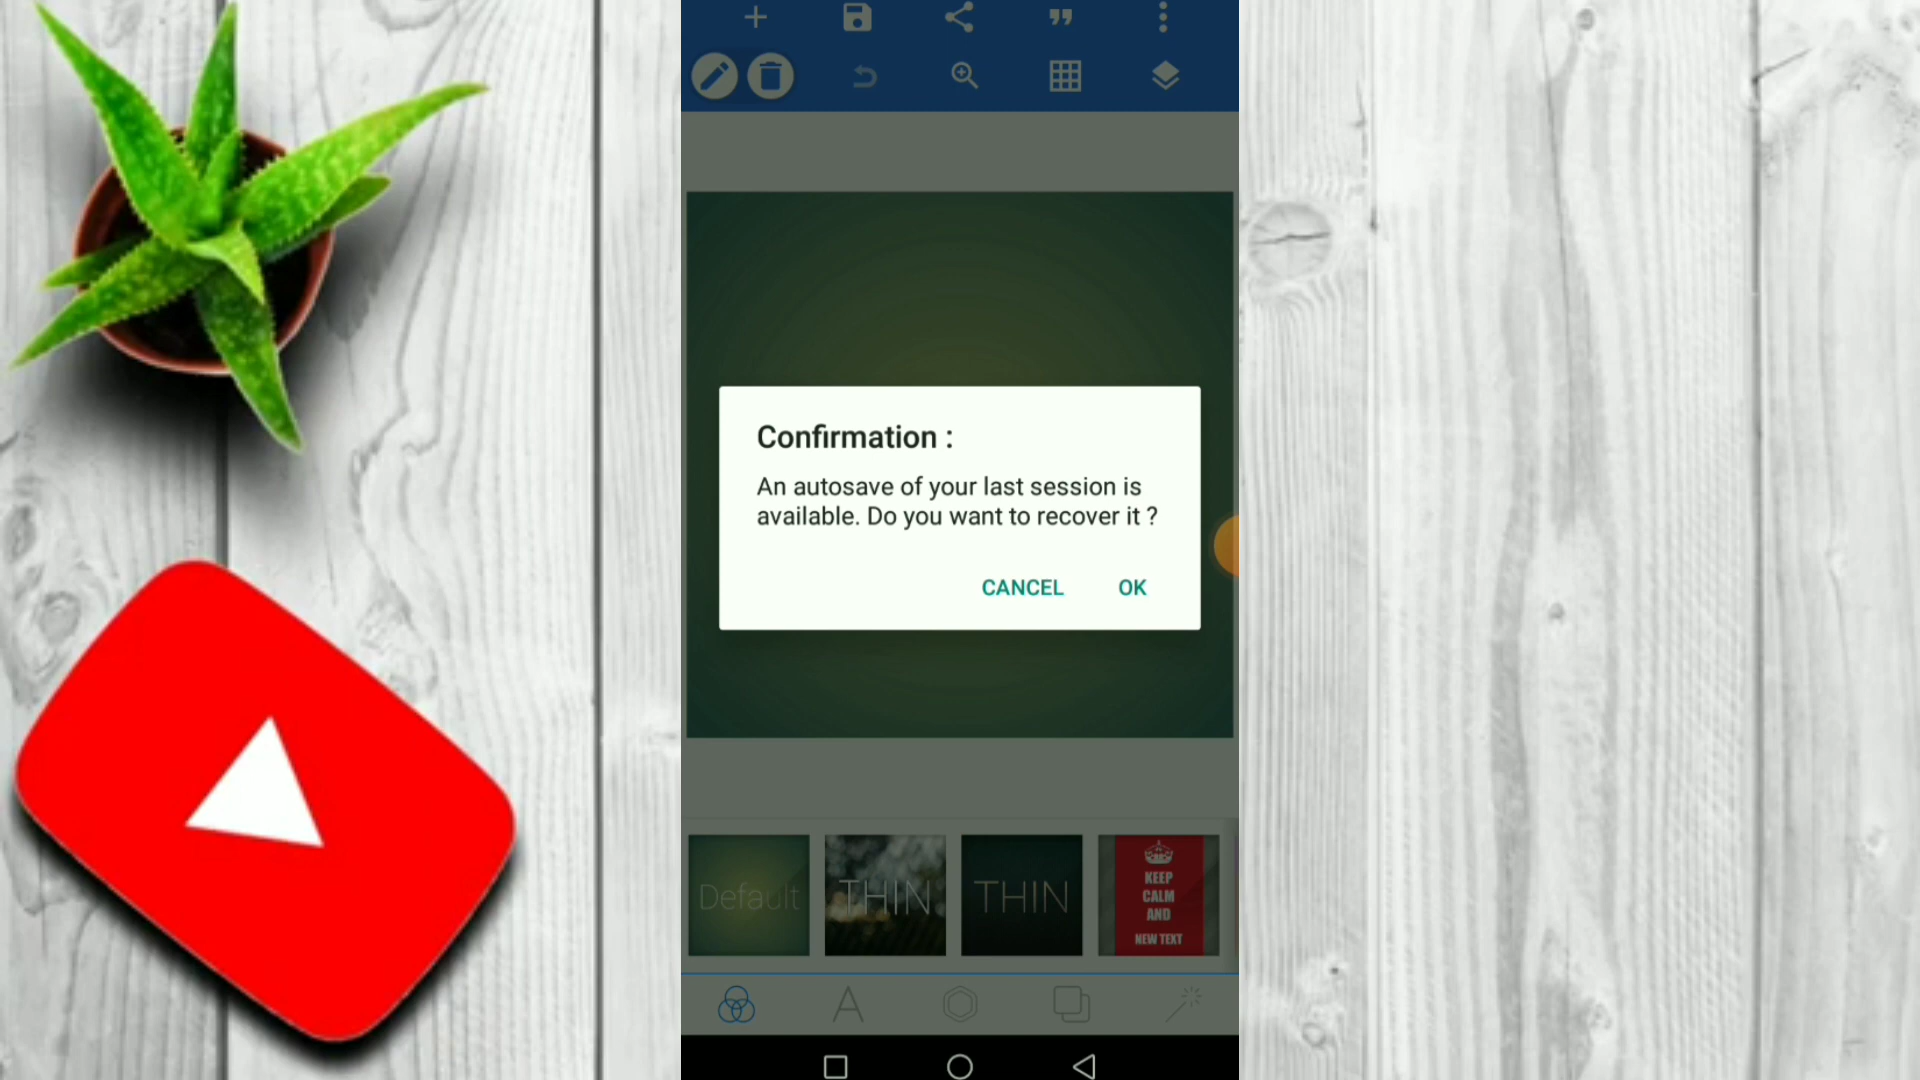 Confirmation :
An autosave of your last session is
available. Do you want to recover it ?
CANCEL OK
Default
THIN
THIN
KEEP
CALM
AND
NEW TEXT